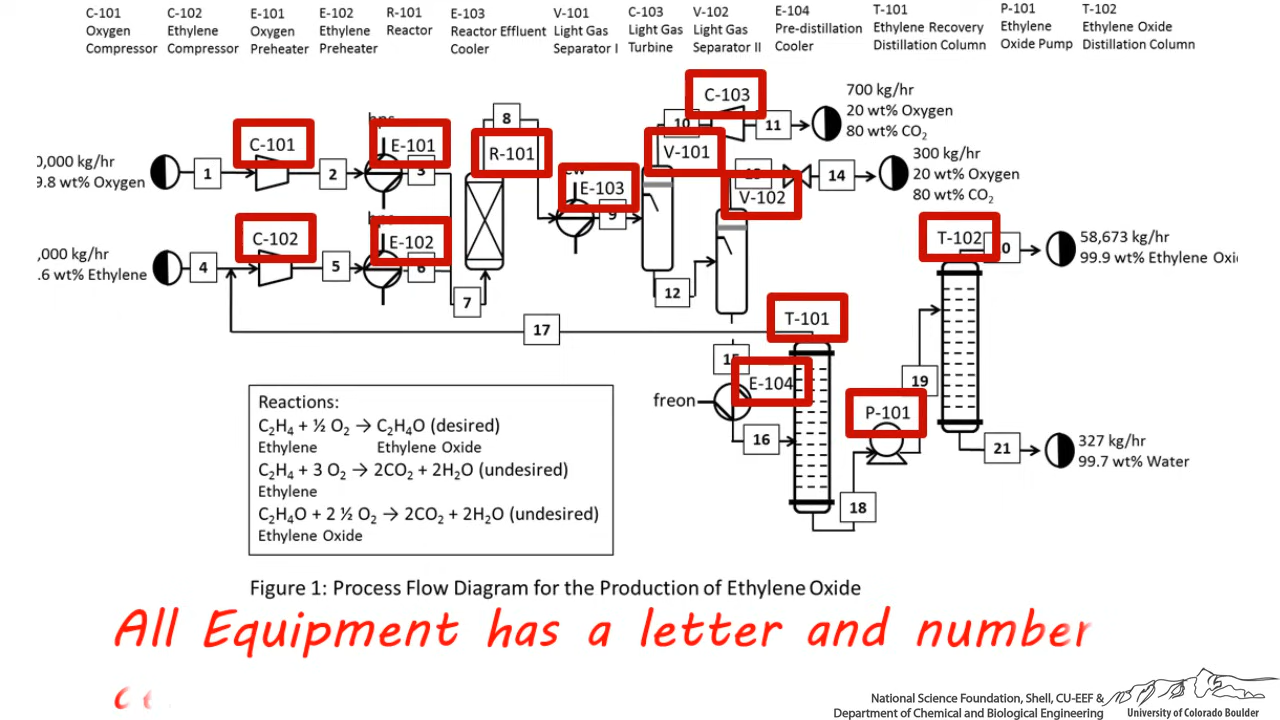 C-101 C-102 E-101 E-102 R-101 E-103 V-101 C-103 V-102 E-104 T-101 P-101 T-102
Oxygen Ethylene Oxygen Ethylene Reactor Reactor Effluent Light Gas Light Gas Light Gas Pre-distillation Ethylene Recovery Ethylene Ethylene Oxide
Compressor Compressor Preheater Preheater Cooler Separator I Turbine Separator II Cooler Distillation Column Oxide Pump Distillation Column
C-103
700 kg/hr
20 wt% Oxygen
80 wt% CO₂
8 10 11
C-101 E-101 R-101 V-101
0,000 kg/hr
9.8 wt% Oxygen
1 2 3
300 kg/hr
20 wt% Oxygen
80 wt% CO₂
14
E-103 V-102
9
C-102 E-102 T-102
58,673 kg/hr
99.9 wt% Ethylene
,000 kg/hr
.6 wt% Ethylene
4 5 6 0
7 12
T-101
17
E-104
freon
19
P-101
16
327 kg/hr
99.7 wt% Water
21
18
Reactions:
C₂H₄ + ½ O₂ → C₂H₄O (desired)
Ethylene Ethylene Oxide
C₂H₄ + 3 O₂ → 2CO₂ + 2H₂O (undesired)
Ethylene
C₂H₄O + 2 ½ O₂ → 2CO₂ + 2H₂O (undesired)
Ethylene Oxide
Figure 1: Process Flow Diagram for the Production of Ethylene Oxide
All Equipment has a letter and number
National Science Foundation, Shell, CU-EEF &
Department of Chemical and Biological Engineering
University of Colorado Boulder